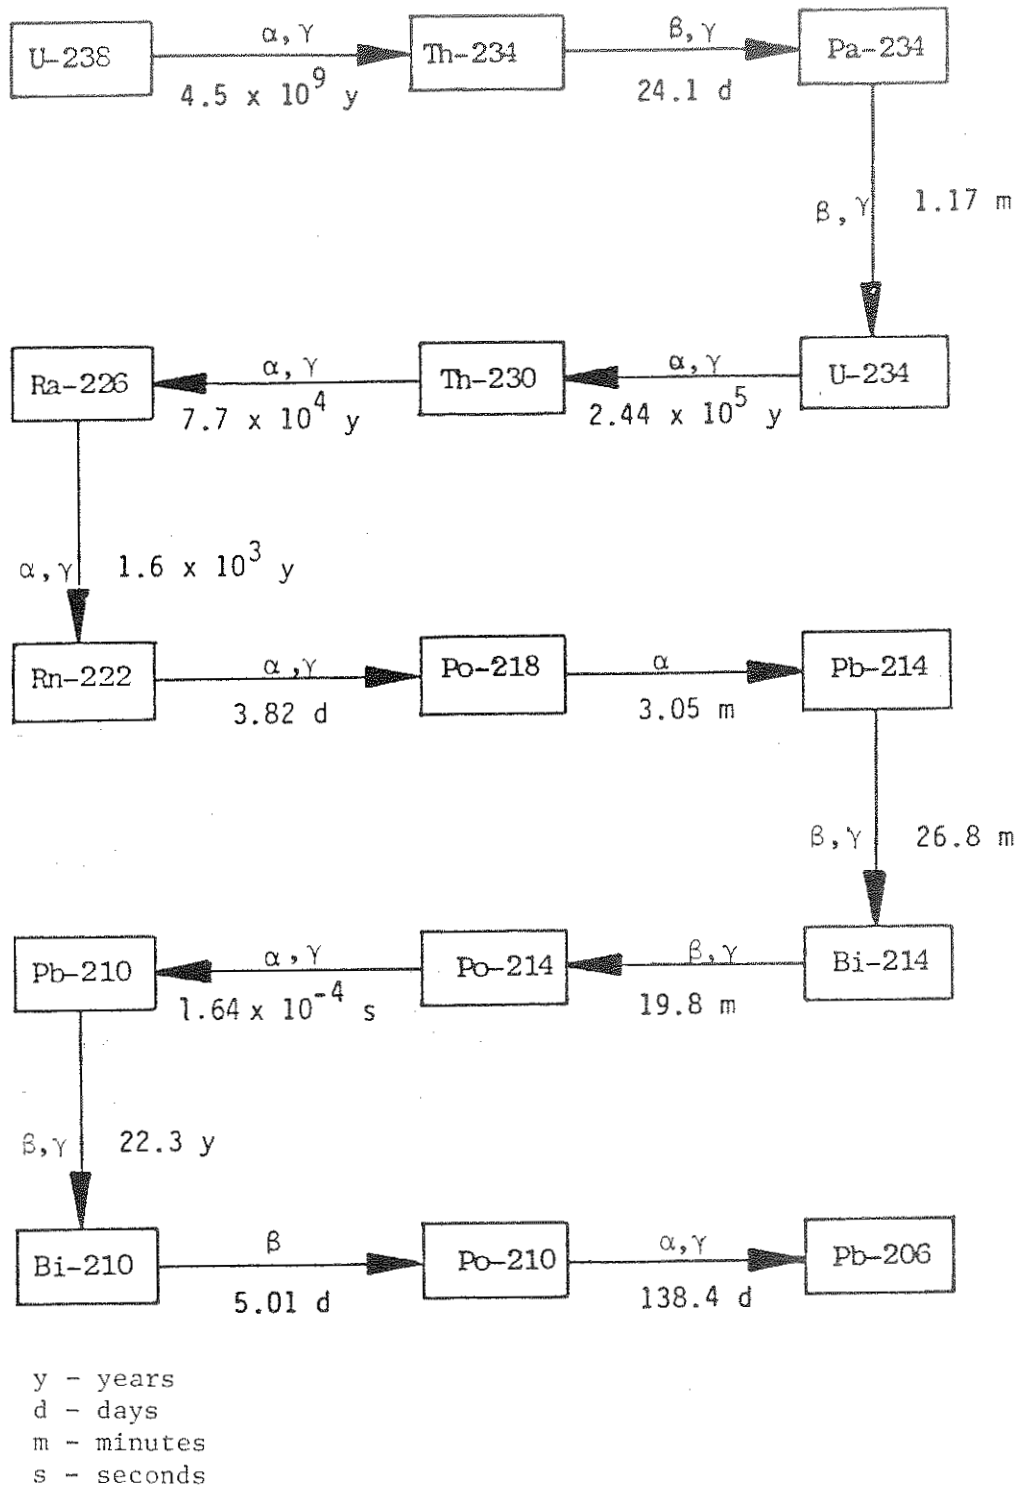 U-238
α, γ
4.5 x 10⁹ y
Th-234
β, γ
24.1 d
Pa-234
β, γ
1.17 m
U-234
α, γ
2.44 x 10⁵ y
Th-230
α, γ
7.7 x 10⁴ y
Ra-226
α, γ
1.6 x 10³ y
Rn-222
α, γ
3.82 d
Po-218
α
3.05 m
Pb-214
β, γ
26.8 m
Bi-214
β, γ
19.8 m
Po-214
α, γ
1.64 x 10⁻⁴ s
Pb-210
β, γ
22.3 y
Bi-210
β
5.01 d
Po-210
α, γ
138.4 d
Pb-206
y - years
d - days
m - minutes
s - seconds